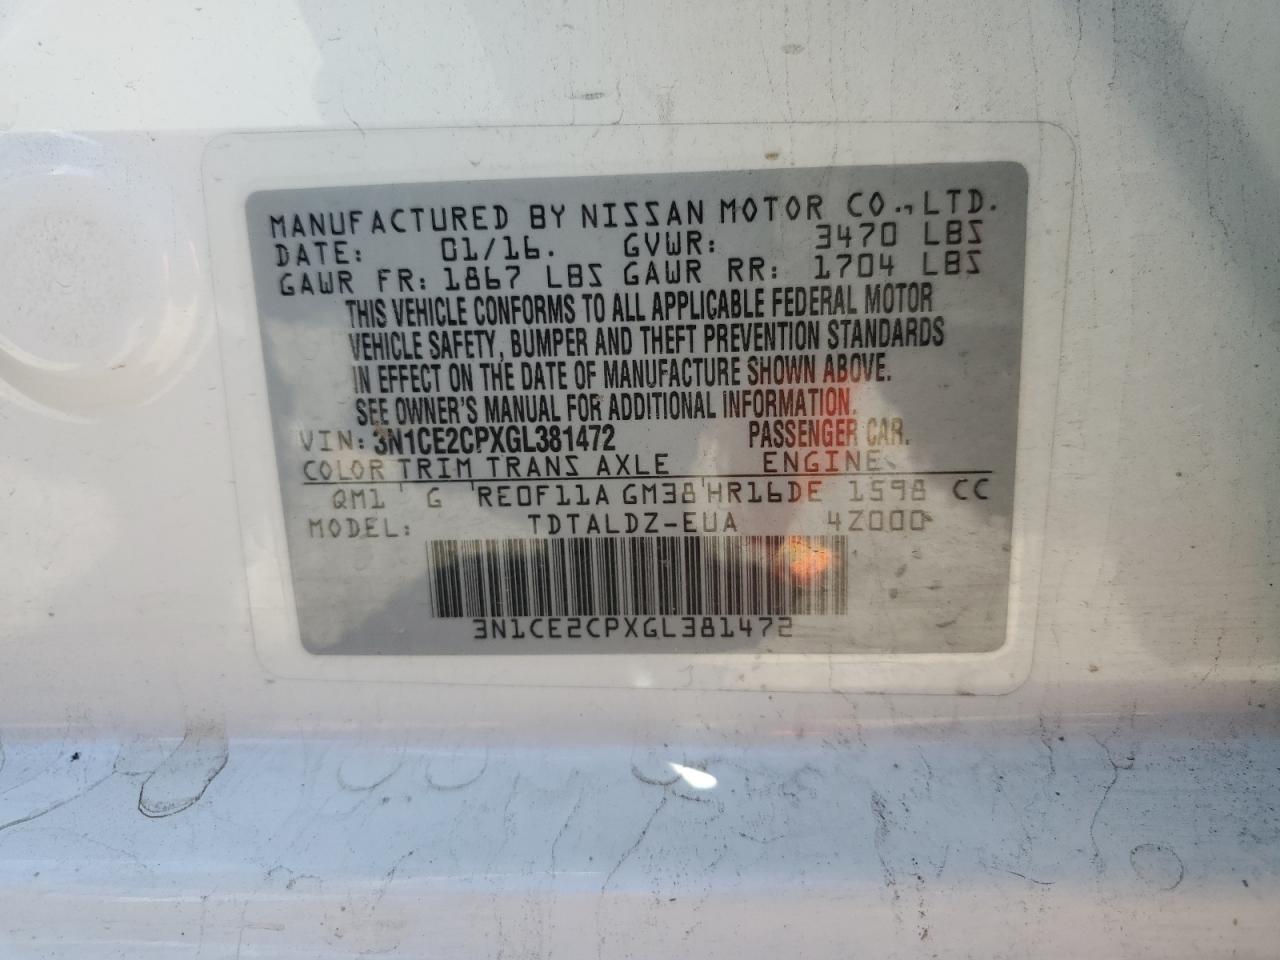 MANUFACTURED BY NISSAN MOTOR CO., LTD.
DATE: 01/16. GVWR: 3470 LBS
GAWR FR: 1867 LBS GAWR RR: 1704 LBS
THIS VEHICLE CONFORMS TO ALL APPLICABLE FEDERAL MOTOR
VEHICLE SAFETY, BUMPER AND THEFT PREVENTION STANDARDS
IN EFFECT ON THE DATE OF MANUFACTURE SHOWN ABOVE.
SEE OWNER'S MANUAL FOR ADDITIONAL INFORMATION.
VIN: 3N1CE2CPXGL381472 PASSENGER CAR.
COLOR TRIM TRANS AXLE ENGINE
QM1 G RE0F11A GM38 HR16DE 1598 CC
MODEL: TDTALDZ-EUA 4Z000
3N1CE2CPXGL381472